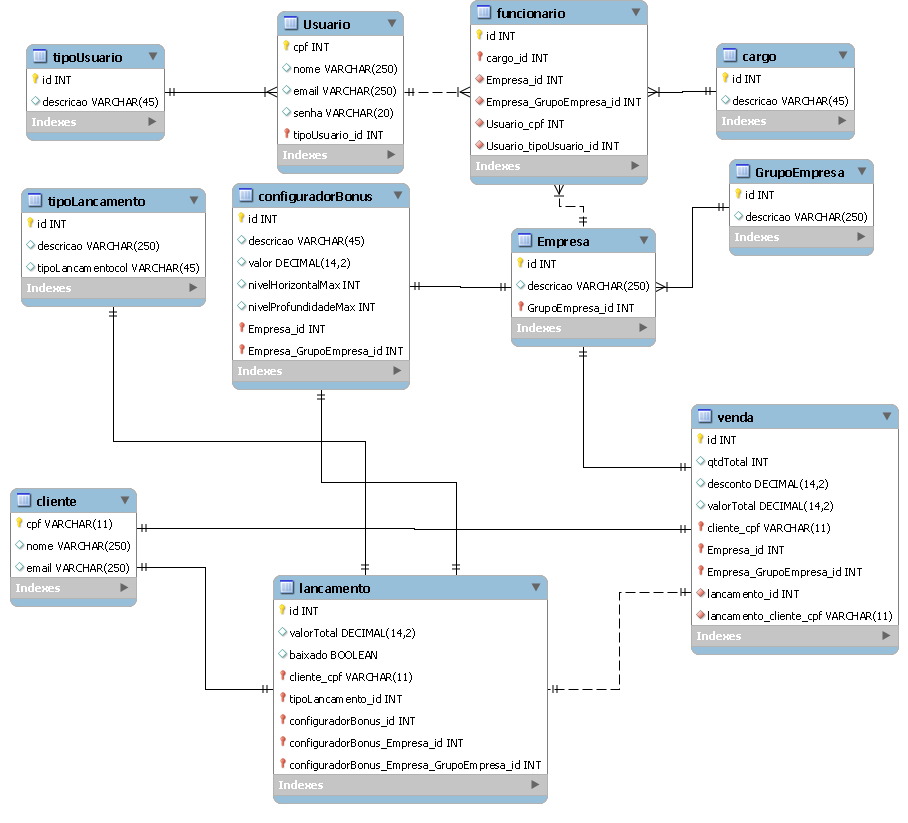 tipoUsuario
id INT
descricao VARCHAR(45)
Indexes
Usuario
cpf INT
nome VARCHAR(250)
email VARCHAR(250)
senha VARCHAR(20)
tipoUsuario_id INT
Indexes
funcionario
id INT
cargo_id INT
Empresa_id INT
Empresa_GrupoEmpresa_id INT
Usuario_cpf INT
Usuario_tipoUsuario_id INT
Indexes
cargo
id INT
descricao VARCHAR(45)
Indexes
tipoLancamento
id INT
descricao VARCHAR(250)
tipoLancamentocol VARCHAR(45)
Indexes
configuradorBonus
id INT
descricao VARCHAR(45)
valor DECIMAL(14,2)
nivelHorizontalMax INT
nivelProfundidadeMax INT
Empresa_id INT
Empresa_GrupoEmpresa_id INT
Indexes
Empresa
id INT
descricao VARCHAR(250)
GrupoEmpresa_id INT
Indexes
GrupoEmpresa
id INT
descricao VARCHAR(250)
Indexes
cliente
cpf VARCHAR(11)
nome VARCHAR(250)
email VARCHAR(250)
Indexes
lancamento
id INT
valorTotal DECIMAL(14,2)
baixado BOOLEAN
cliente_cpf VARCHAR(11)
tipoLancamento_id INT
configuradorBonus_id INT
configuradorBonus_Empresa_id INT
configuradorBonus_Empresa_GrupoEmpresa_id INT
Indexes
venda
id INT
qtdTotal INT
desconto DECIMAL(14,2)
valorTotal DECIMAL(14,2)
cliente_cpf VARCHAR(11)
Empresa_id INT
Empresa_GrupoEmpresa_id INT
lancamento_id INT
lancamento_cliente_cpf VARCHAR(11)
Indexes